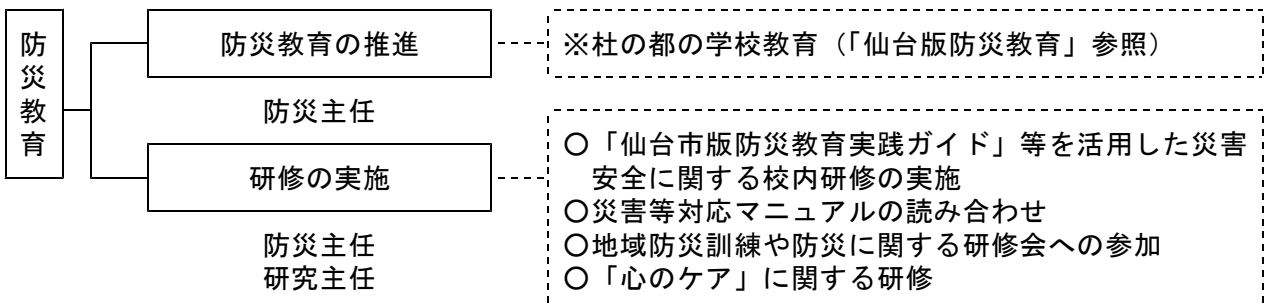 防災教育
防災教育の推進
※杜の都の学校教育（「仙台版防災教育」参照）
防災主任
研修の実施
〇「仙台市版防災教育実践ガイド」等を活用した災害
安全に関する校内研修の実施
〇災害等対応マニュアルの読み合わせ
〇地域防災訓練や防災に関する研修会への参加
〇「心のケア」に関する研修
防災主任
研究主任